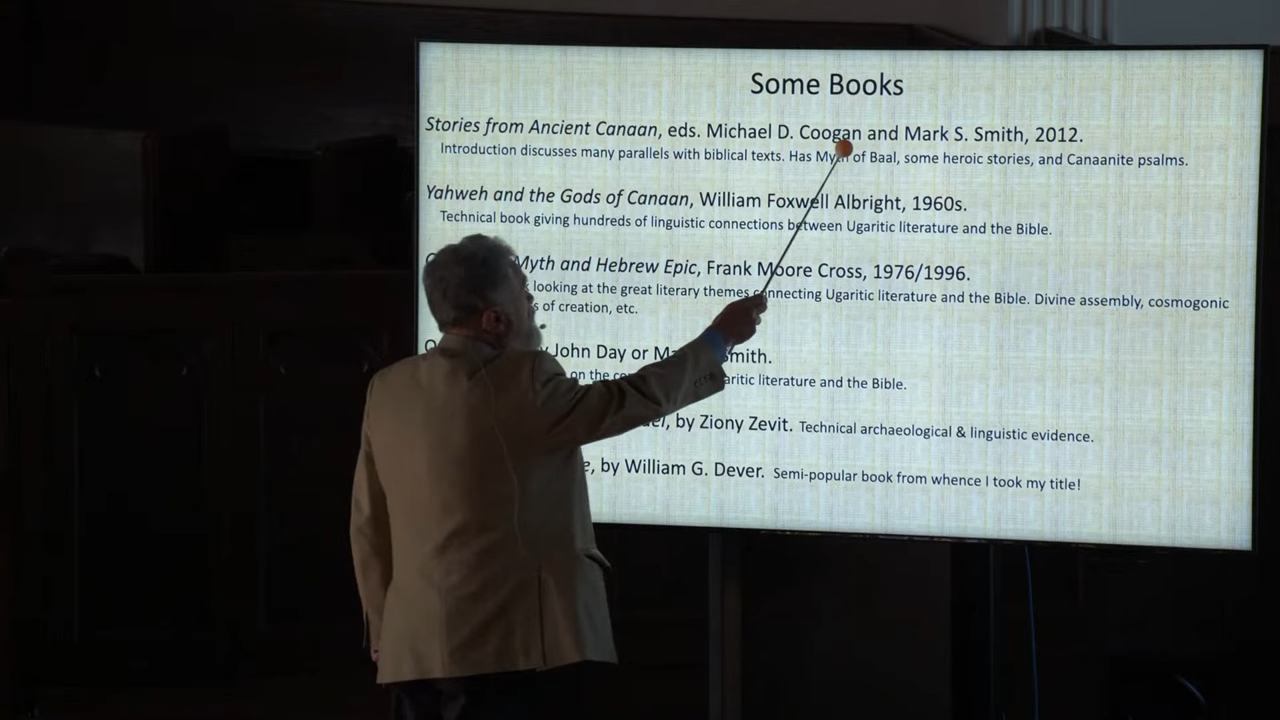 Some Books
Stories from Ancient Canaan, eds. Michael D. Coogan and Mark S. Smith, 2012.
Introduction discusses many parallels with biblical texts. Has Myth of Baal, some heroic stories, and Canaanite psalms.
Yahweh and the Gods of Canaan, William Foxwell Albright, 1960s.
Technical book giving hundreds of linguistic connections between Ugaritic literature and the Bible.
Myth and Hebrew Epic, Frank Moore Cross, 1976/1996.
looking at the great literary themes connecting Ugaritic literature and the Bible. Divine assembly, cosmogonic
of creation, etc.
John Day or Smith.
on the literature and the Bible.
by Ziony Zevit. Technical archaeological & linguistic evidence.
by William G. Dever. Semi-popular book from whence I took my title!